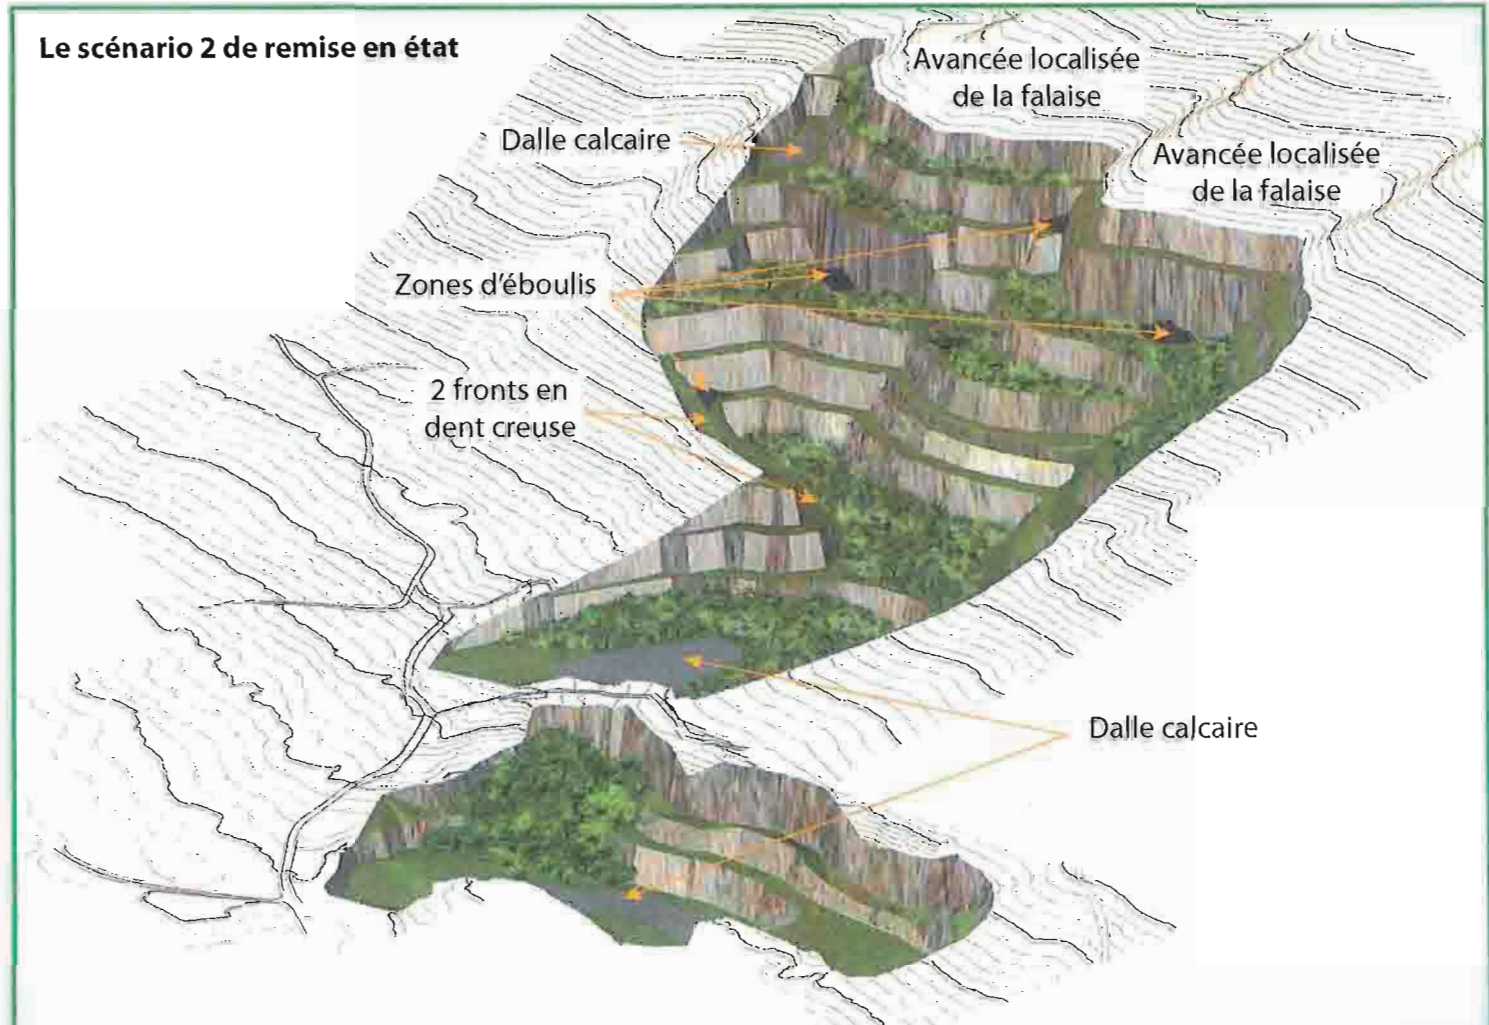 Le scénario 2 de remise en état
Avancée localisée
de la falaise
Dalle calcaire
Avancée localisée
de la falaise
Zones d'éboulis
2 fronts en
dent creuse
Dalle calcaire